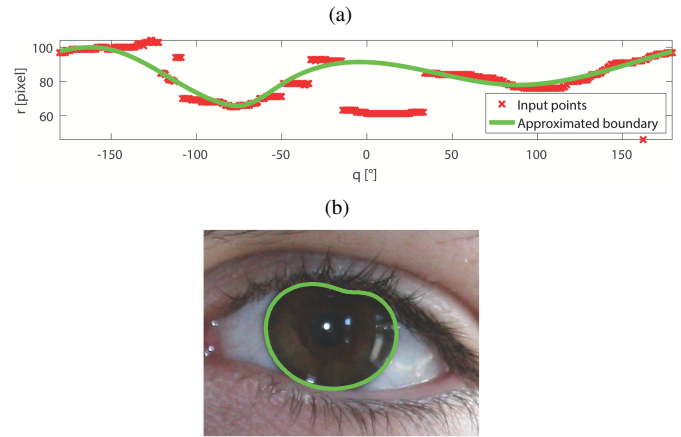 (a)
100
80
60
r [pixel]
× Input points
Approximated boundary
-150 -100 -50 0 50 100 150
q [°]
(b)